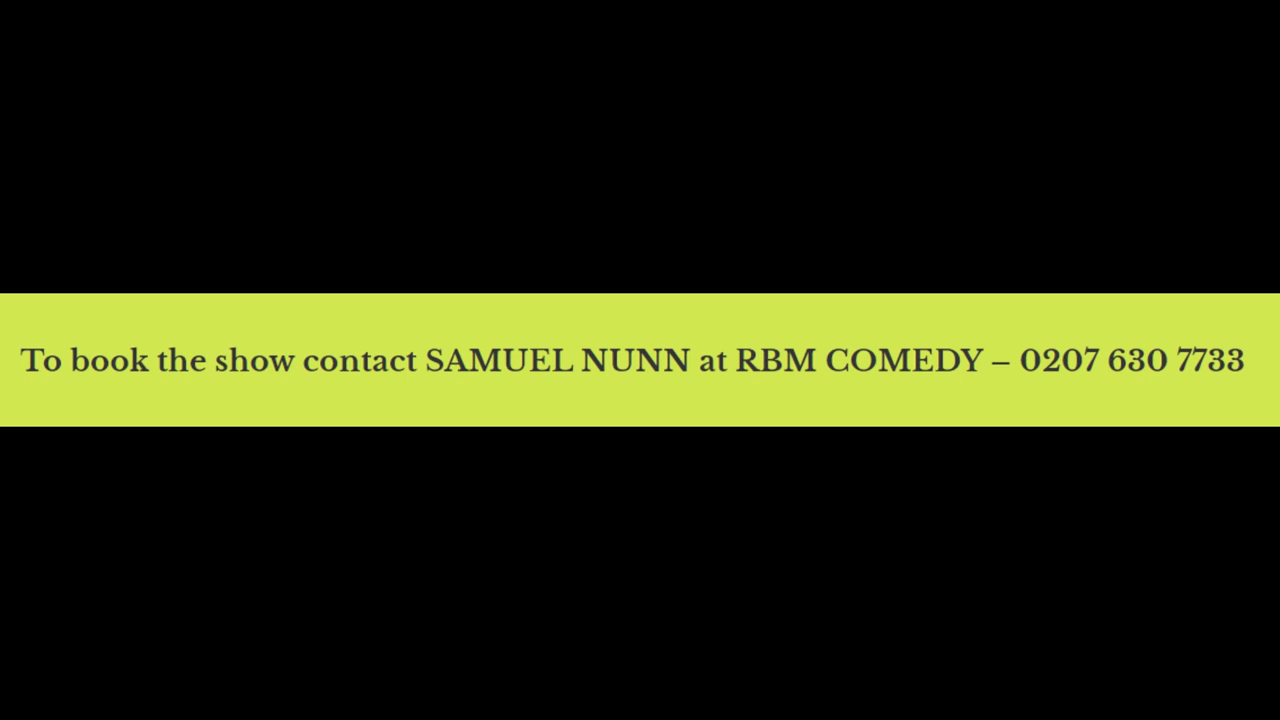 To book the show contact SAMUEL NUNN at RBM COMEDY – 0207 630 7733